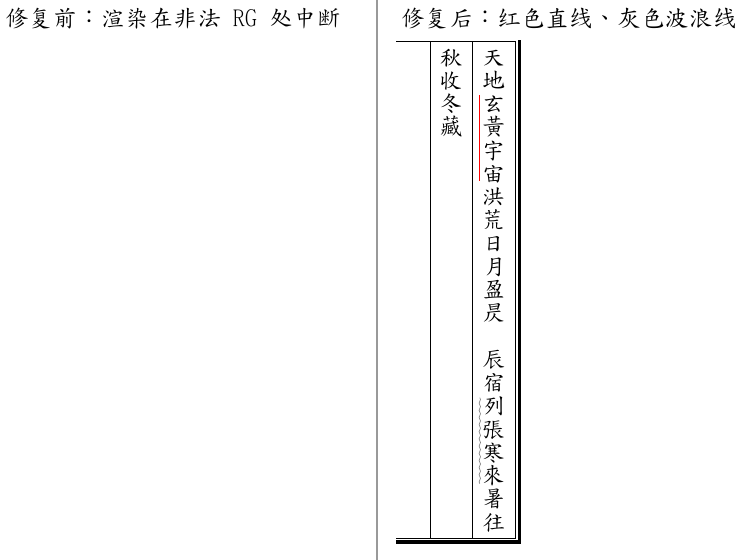 修复前：渲染在非法 RG 处中断
修复后：红色直线、灰色波浪线
天地玄黃宇宙洪荒日月盈昃　辰宿列張寒來暑往
秋收冬藏